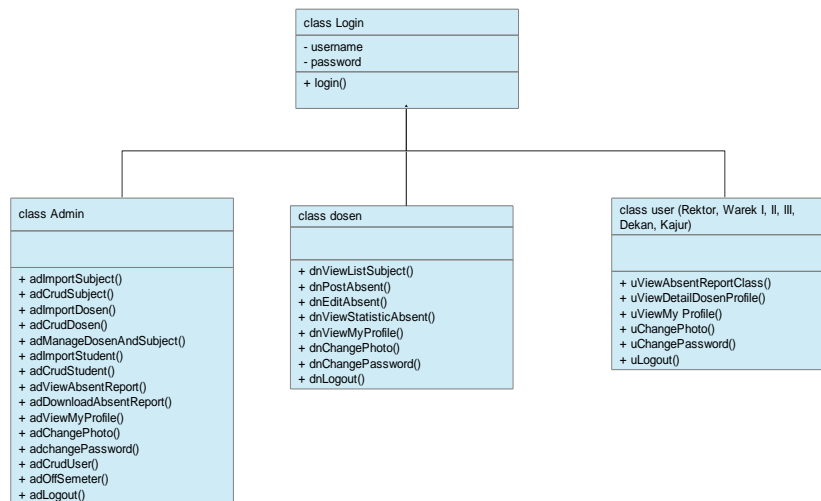 class Login
- username
- password
+ login()
class Admin
+ adImportSubject()
+ adCrudSubject()
+ adImportDosen()
+ adCrudDosen()
+ adManageDosenAndSubject()
+ adImportStudent()
+ adCrudStudent()
+ adViewAbsentReport()
+ adDownloadAbsentReport()
+ adViewMyProfile()
+ adChangePhoto()
+ adchangePassword()
+ adCrudUser()
+ adOffSemeter()
+ adLogout()
class dosen
+ dnViewListSubject()
+ dnPostAbsent()
+ dnEditAbsent()
+ dnViewStatisticAbsent()
+ dnViewMyProfile()
+ dnChangePhoto()
+ dnChangePassword()
+ dnLogout()
class user (Rektor, Warek I, II, III,
Dekan, Kajur)
+ uViewAbsentReportClass()
+ uViewDetailDosenProfile()
+ uViewMy Profile()
+ uChangePhoto()
+ uChangePassword()
+ uLogout()